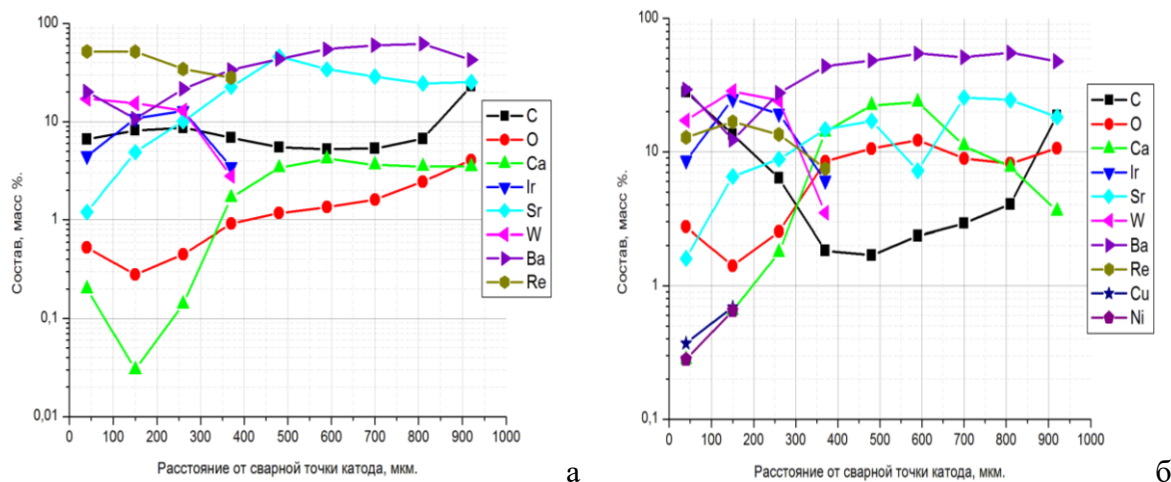 Состав, масс %.
100
10
1
0,1
0,01
0 100 200 300 400 500 600 700 800 900 1000
Расстояние от сварной точки катода, мкм.
C
O
Ca
Ir
Sr
W
Ba
Re
а
Состав, масс %.
100
10
1
0,1
0 100 200 300 400 500 600 700 800 900 1000
Расстояние от сварной точки катода, мкм.
C
O
Ca
Ir
Sr
W
Ba
Re
Cu
Ni
б